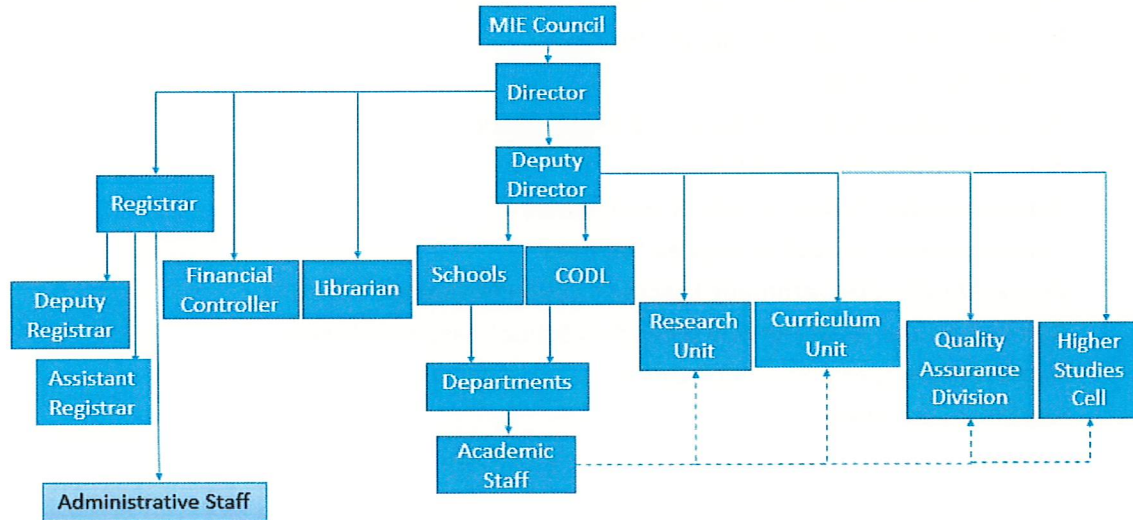 MIE Council
Director
Deputy
Director
Registrar
Financial
Controller
Librarian
Schools
CODL
Deputy
Registrar
Research
Unit
Curriculum
Unit
Quality
Assurance
Division
Higher
Studies
Cell
Assistant
Registrar
Departments
Academic
Staff
Administrative Staff